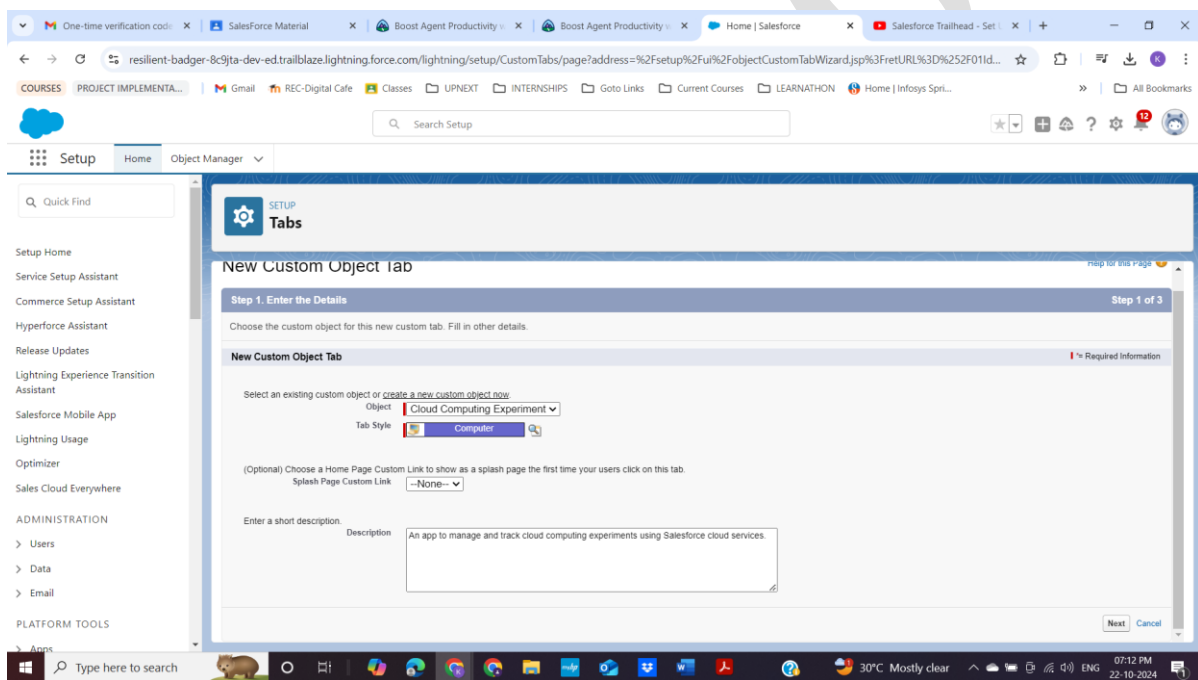 One-time verification code
SalesForce Material
Boost Agent Productivity w
Boost Agent Productivity w
Home | Salesforce
Salesforce Trailhead - Set U
resilient-badger-8c9jta-dev-ed.trailblaze.lightning.force.com/lightning/setup/CustomTabs/page?address=%2Fsetup%2Fui%2FobjectCustomTabWizard.jsp%3FretURL%3D%252F01Id...
K
COURSES PROJECT IMPLEMENTA... Gmail REC-Digital Cafe Classes UPNEXT INTERNSHIPS Goto Links Current Courses LEARNATHON Home | Infosys Spri... » All Bookmarks
Search Setup
12
Setup Home Object Manager
Quick Find
SETUP
Tabs
Setup Home
Service Setup Assistant
Commerce Setup Assistant
Hyperforce Assistant
Release Updates
Lightning Experience Transition
Assistant
Salesforce Mobile App
Lightning Usage
Optimizer
Sales Cloud Everywhere
ADMINISTRATION
Users
Data
Email
PLATFORM TOOLS
Apps
New Custom Object Tab
Help for this Page
Step 1. Enter the Details Step 1 of 3
Choose the custom object for this new custom tab. Fill in other details.
New Custom Object Tab
= Required Information
Select an existing custom object or create a new custom object now.
Object Cloud Computing Experiment
Tab Style Computer
(Optional) Choose a Home Page Custom Link to show as a splash page the first time your users click on this tab.
Splash Page Custom Link --None--
Enter a short description.
Description An app to manage and track cloud computing experiments using Salesforce cloud services.
Next Cancel
Type here to search
30°C Mostly clear
ENG
07:12 PM
22-10-2024